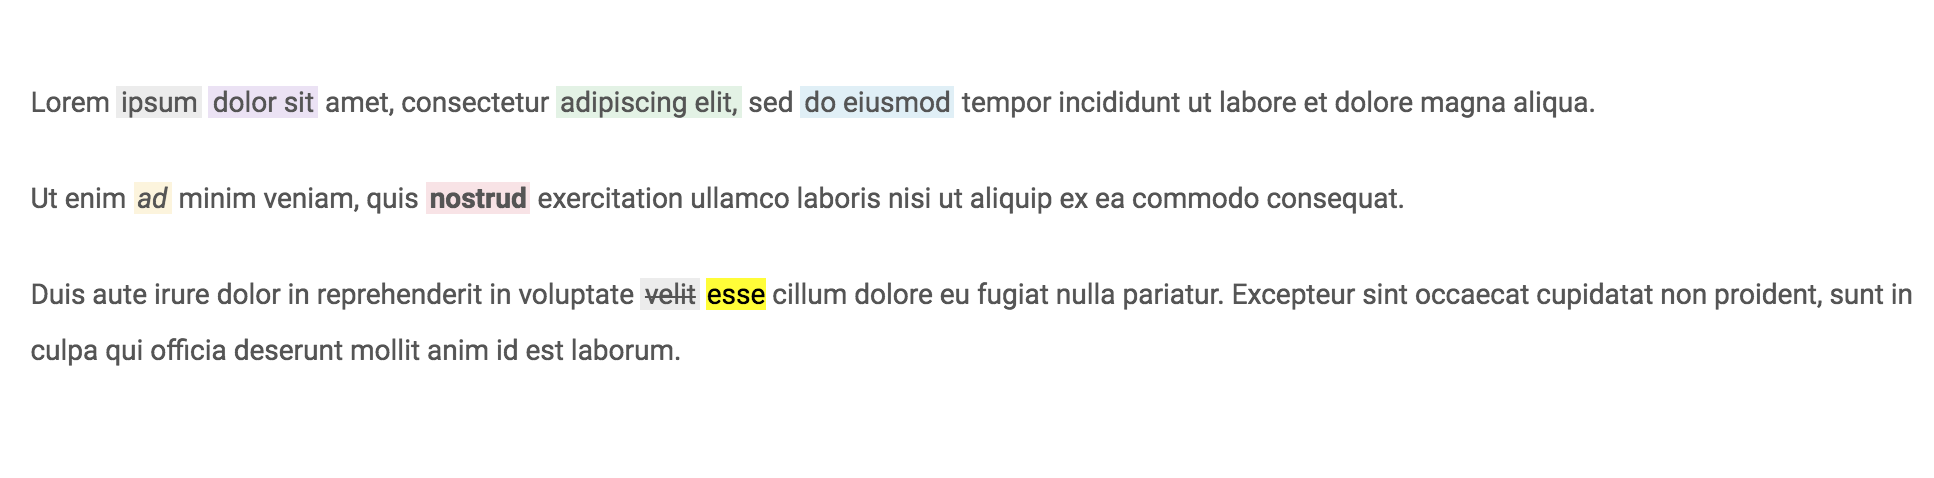 Lorem ipsum dolor sit amet, consectetur adipiscing elit, sed do eiusmod tempor incididunt ut labore et dolore magna aliqua.
Ut enim ad minim veniam, quis nostrud exercitation ullamco laboris nisi ut aliquip ex ea commodo consequat.
Duis aute irure dolor in reprehenderit in voluptate velit esse cillum dolore eu fugiat nulla pariatur. Excepteur sint occaecat cupidatat non proident, sunt in
culpa qui officia deserunt mollit anim id est laborum.